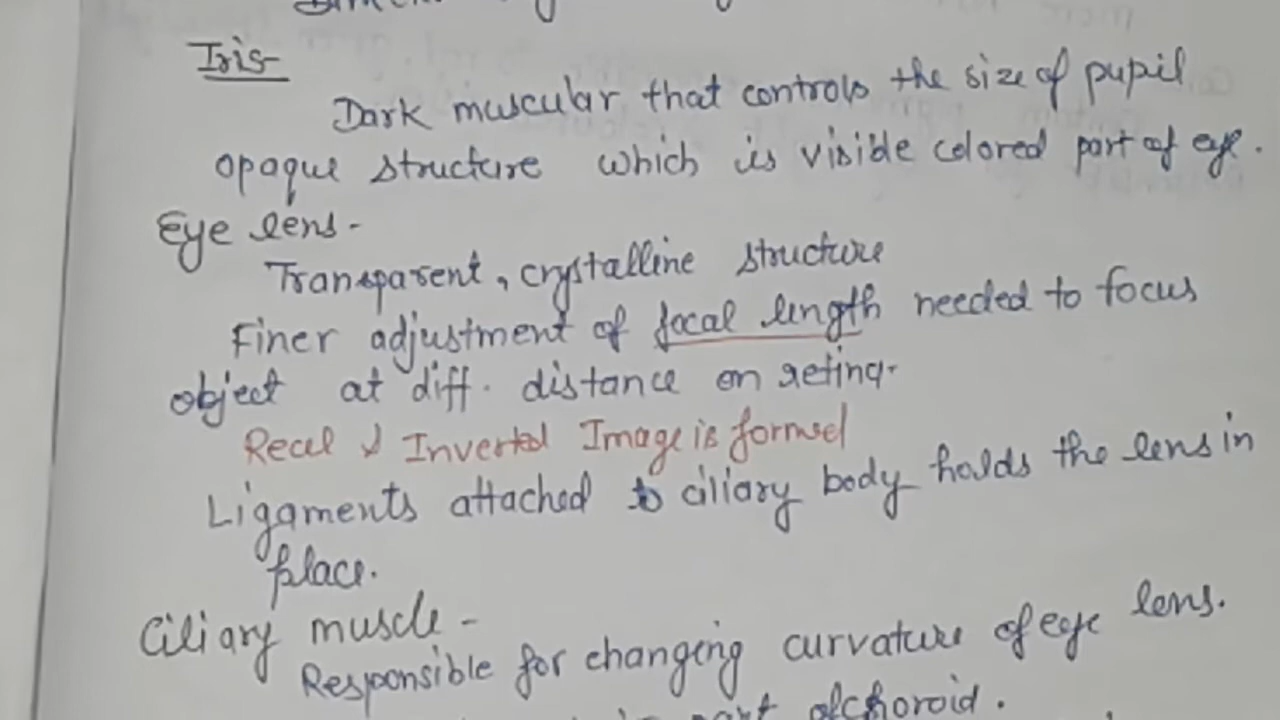 Iris-
Dark muscular that controls the size of pupil
opaque structure which is visible colored part of eye.
Eye lens-
Transparent, crystalline structure
Finer adjustment of focal length needed to focus
object at diff. distance on retina.
Real & Inverted Image is formed
Ligaments attached to ciliary body holds the lens in
place.
Ciliary muscle-
Responsible for changing curvature of eye lens.
part of choroid.